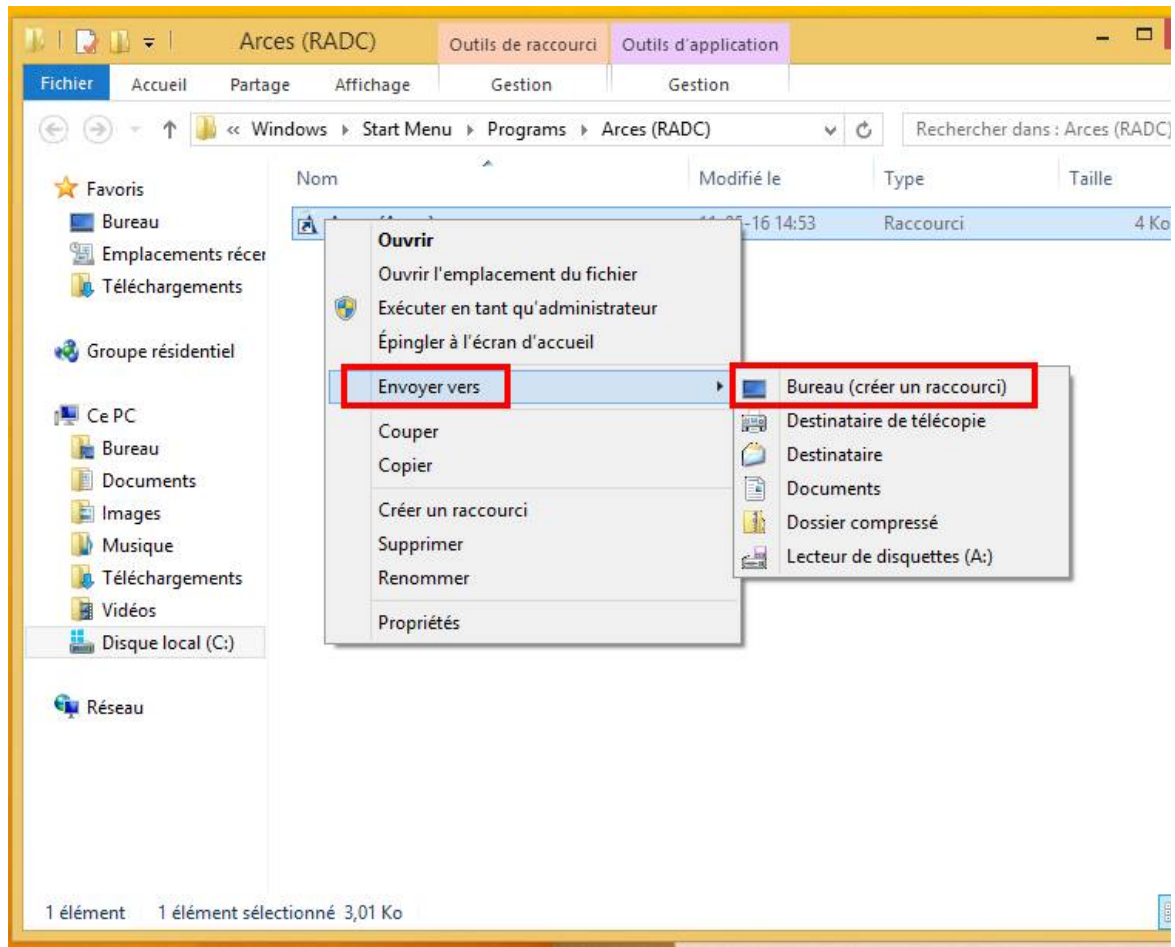 Arces (RADC)
Outils de raccourci
Outils d'application
Fichier
Accueil
Partage
Affichage
Gestion
Gestion
« Windows
Start Menu
Programs
Arces (RADC)
Rechercher dans : Arces (RADC)
Nom
Modifié le
Type
Taille
-16 14:53
Raccourci
4 Ko
Favoris
Bureau
Emplacements récer
Téléchargements
Groupe résidentiel
Ce PC
Bureau
Documents
Images
Musique
Téléchargements
Vidéos
Disque local (C:)
Réseau
Ouvrir
Ouvrir l'emplacement du fichier
Exécuter en tant qu'administrateur
Épingler à l'écran d'accueil
Envoyer vers
Couper
Copier
Créer un raccourci
Supprimer
Renommer
Propriétés
Bureau (créer un raccourci)
Destinataire de télécopie
Destinataire
Documents
Dossier compressé
Lecteur de disquettes (A:)
1 élément
1 élément sélectionné 3,01 Ko